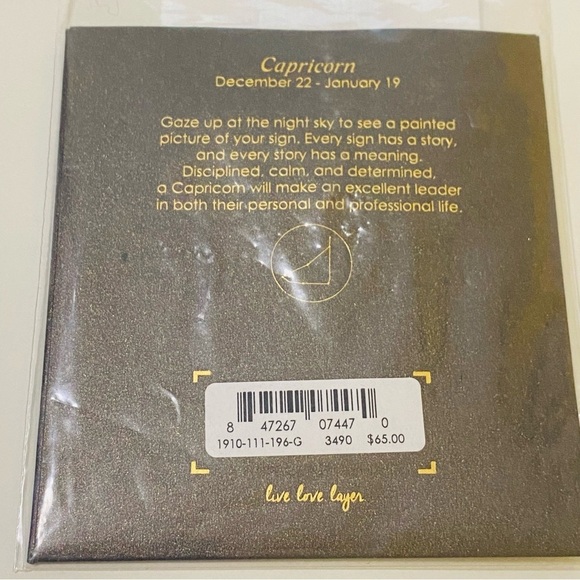 Capricorn
December 22 - January 19
Gaze up at the night sky to see a painted
picture of your sign. Every sign has a story,
and every story has a meaning.
Disciplined, calm, and determined,
a Capricorn will make an excellent leader
in both their personal and professional life.
8 47267 07447 0
1910-111-196-G 3490 $65.00
live. love. layer.